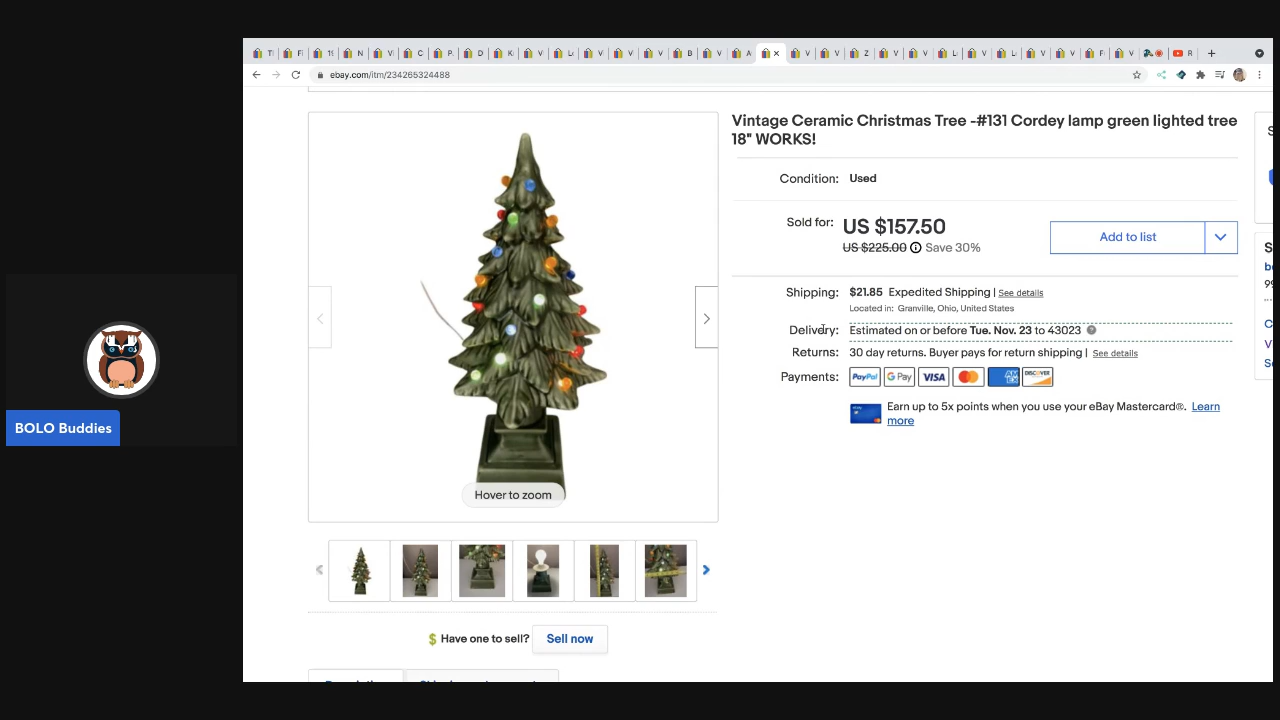 ebay.com/itm/234265324488
Vintage Ceramic Christmas Tree -#131 Cordey lamp green lighted tree
18" WORKS!
Condition: Used
Sold for: US $157.50
US $225.00 Save 30%
Add to list
Shipping: $21.85 Expedited Shipping | See details
Located in: Granville, Ohio, United States
Delivery: Estimated on or before Tue. Nov. 23 to 43023
Returns: 30 day returns. Buyer pays for return shipping | See details
Payments: PayPal G Pay VISA
DISCOVER
Earn up to 5x points when you use your eBay Mastercard®. Learn
more
Hover to zoom
BOLO Buddies
Have one to sell? Sell now